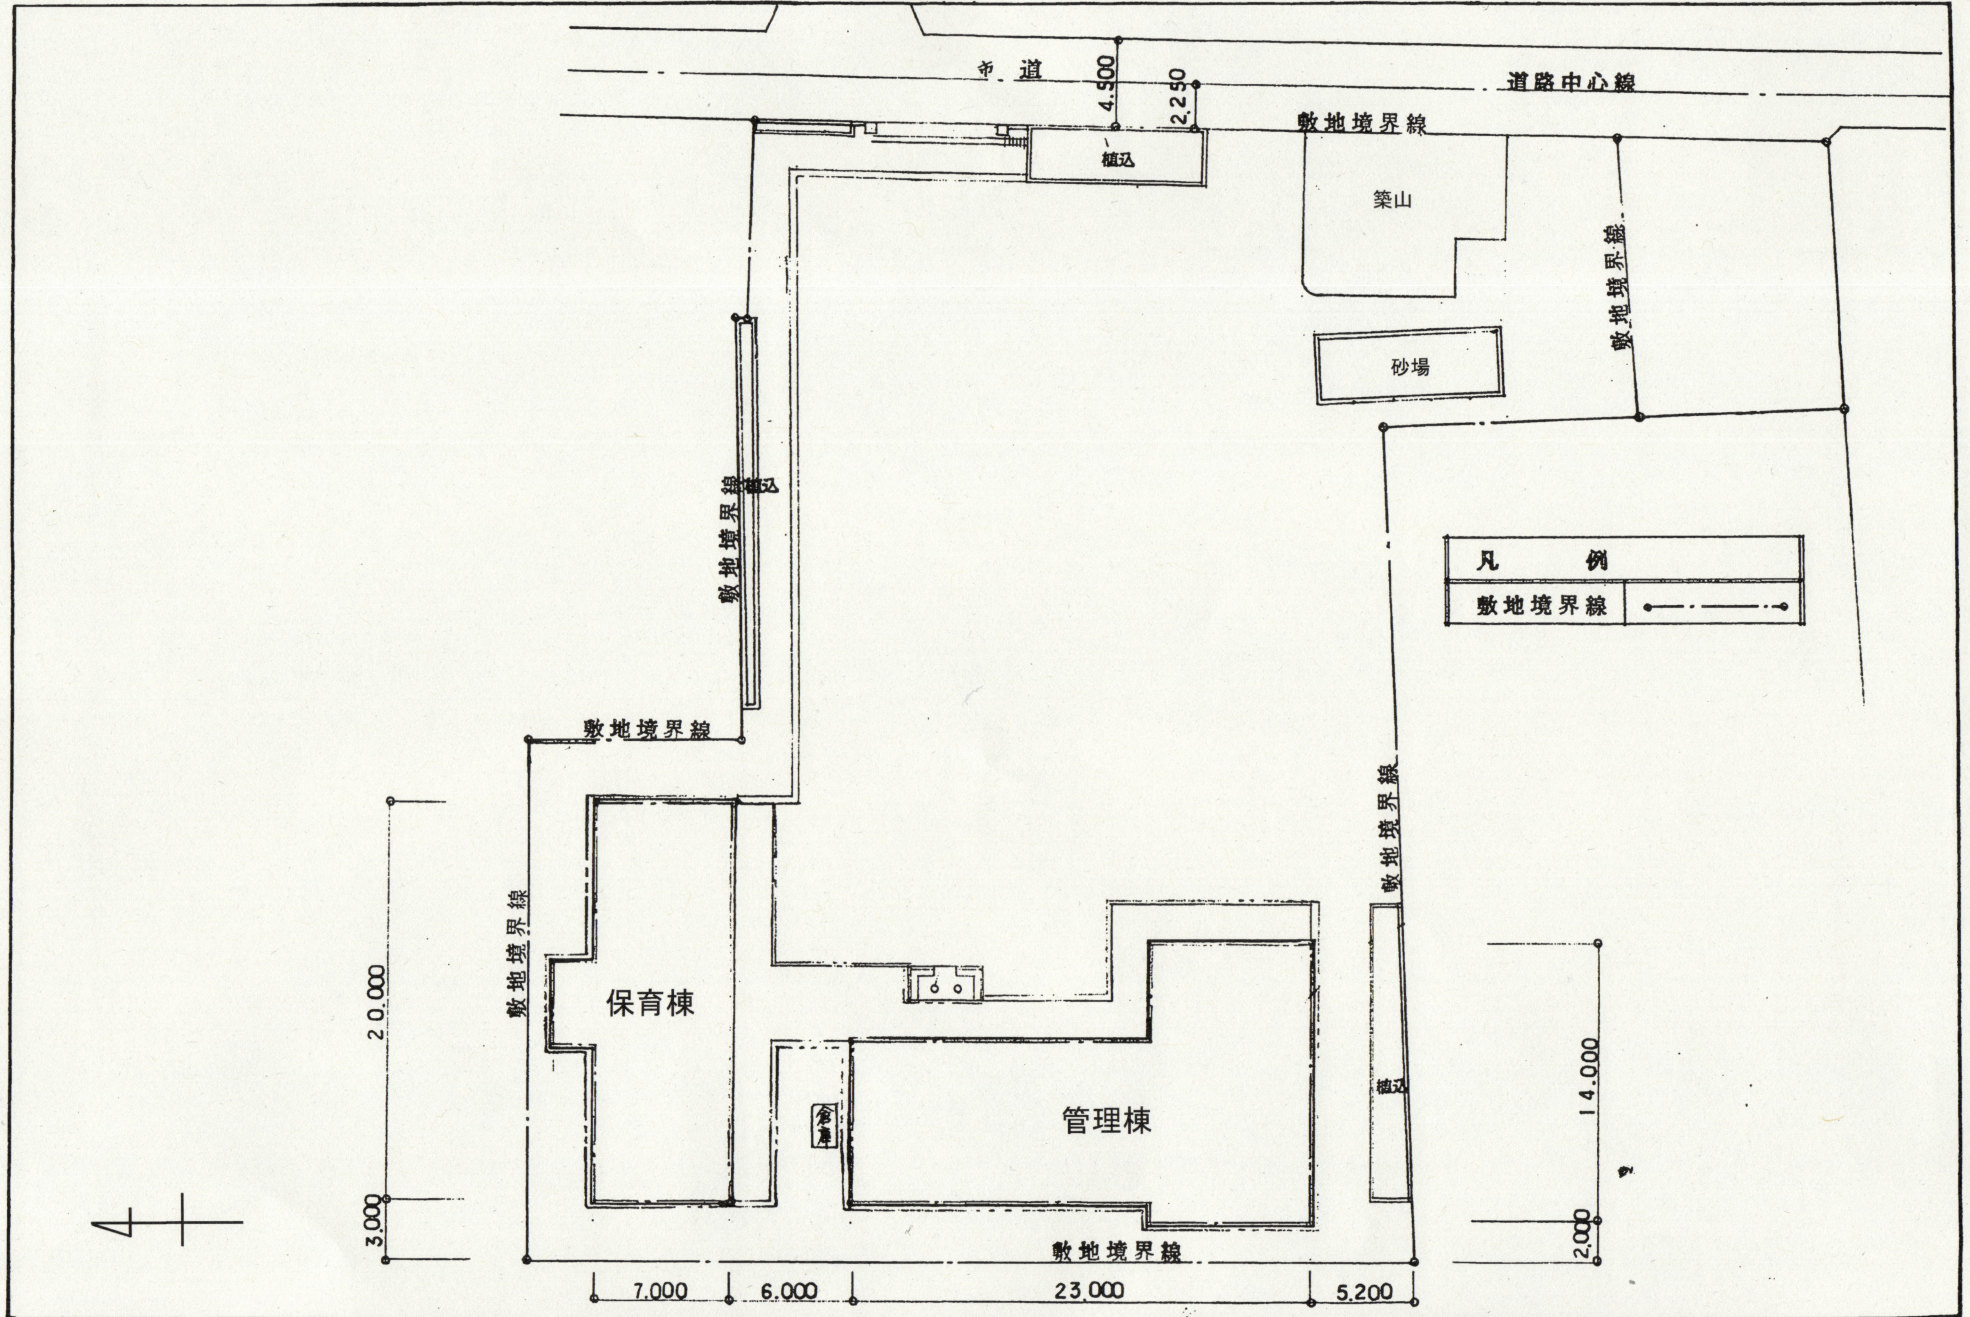 市道
4.500
2.250
道路中心線
敷地境界線
植込
築山
敷地境界線
砂場
敷地境界線
植込
凡例
敷地境界線
敷地境界線
敷地境界線
敷地境界線
20.000
保育棟
14.000
植込
倉庫
管理棟
3.000
2.000
敷地境界線
7.000
6.000
23.000
5.200